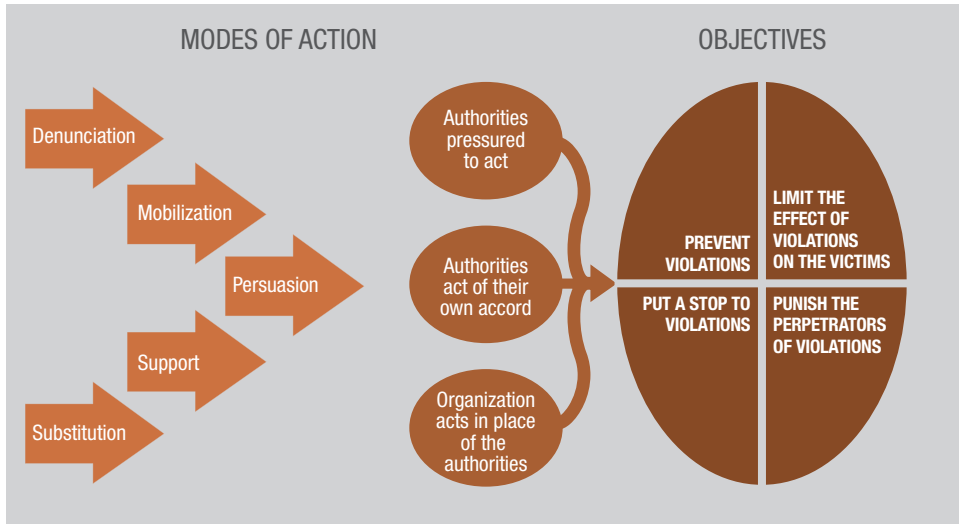 MODES OF ACTION
OBJECTIVES
Denunciation
Mobilization
Persuasion
Support
Substitution
Authorities
pressured
to act
Authorities
act of their
own accord
Organization
acts in place
of the
authorities
PREVENT
VIOLATIONS
LIMIT THE
EFFECT OF
VIOLATIONS
ON THE VICTIMS
PUT A STOP TO
VIOLATIONS
PUNISH THE
PERPETRATORS
OF VIOLATIONS